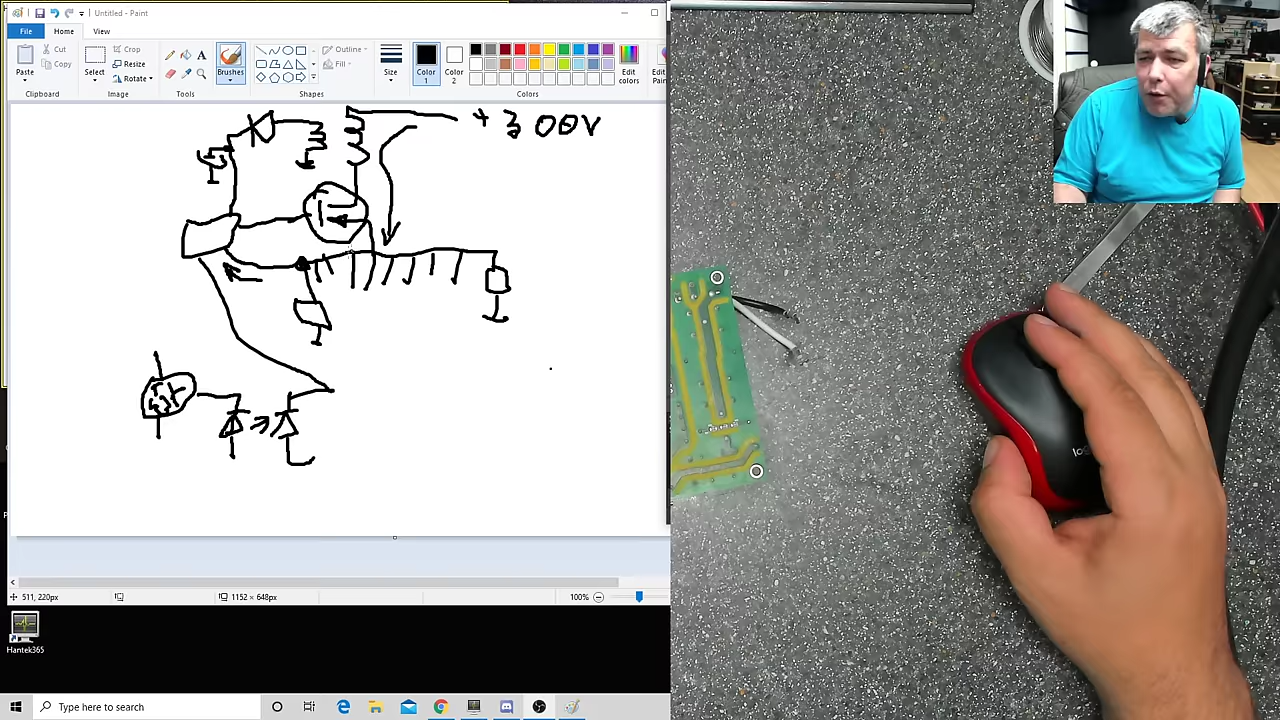 Untitled - Paint
File
Home
View
Paste
Cut
Copy
Clipboard
Select
Crop
Resize
Rotate
Image
A
Tools
Brushes
Outline
Fill
Shapes
Size
Color 1
Color 2
Edit colors
Colors
+ 300V
511, 220px
1152 × 648px
100%
Hantek365
Type here to search